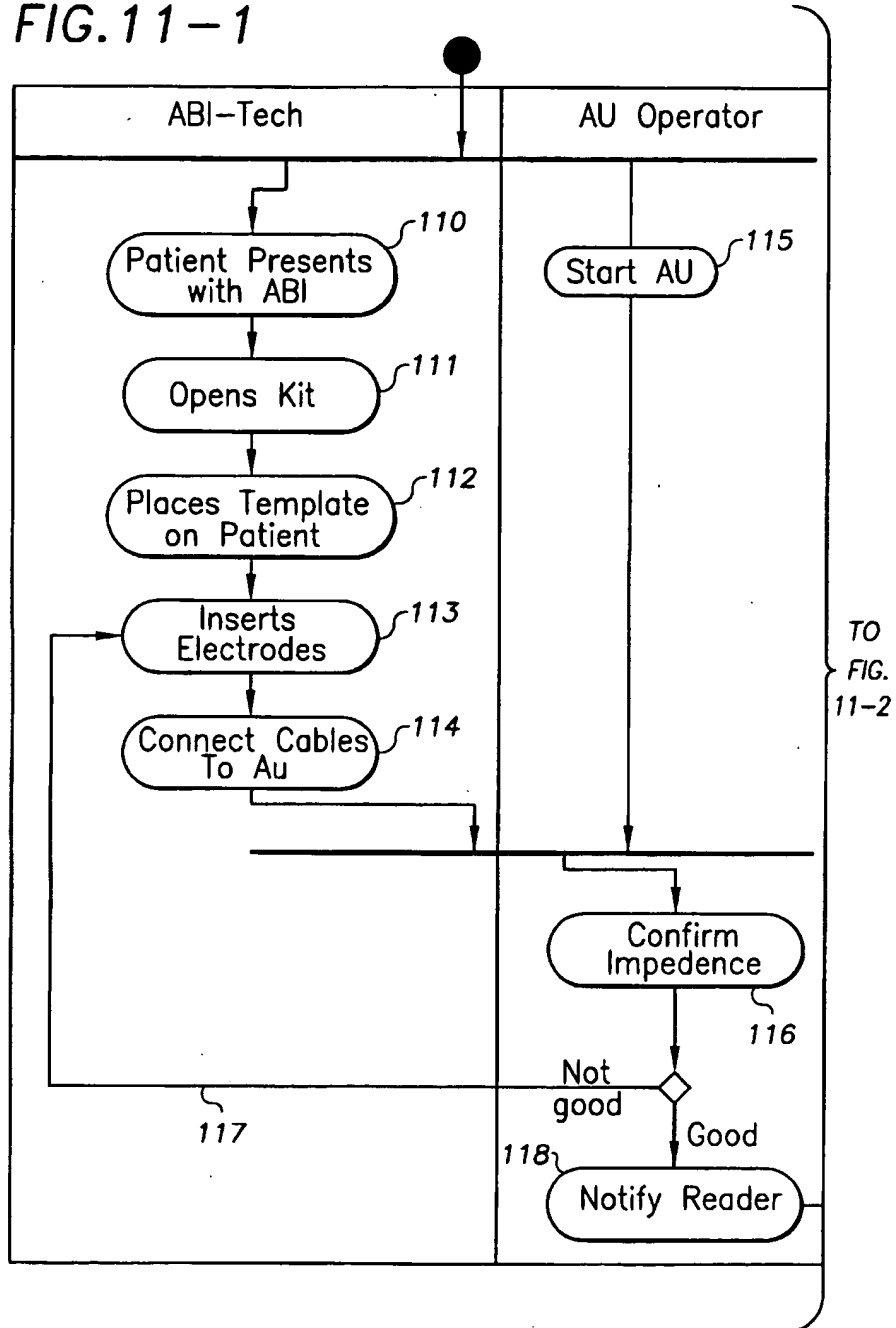 FIG. 11-1
ABI-Tech
AU Operator
110
Patient Presents
with ABI
115
Start AU
111
Opens Kit
112
Places Template
on Patient
113
Inserts
Electrodes
114
Connect Cables
To Au
TO
FIG.
11-2
Confirm
Impedence
116
Not
good
117
Good
118
Notify Reader